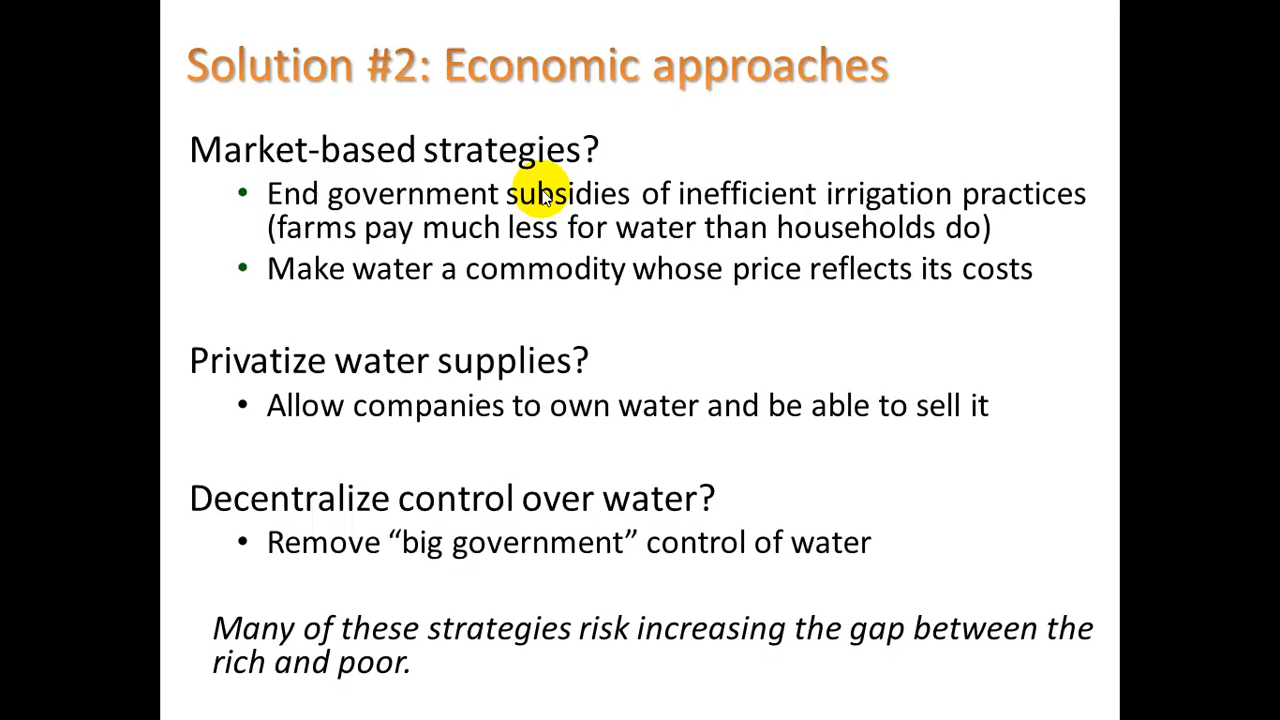 Solution #2: Economic approaches
Market-based strategies?
• End government subsidies of inefficient irrigation practices
(farms pay much less for water than households do)
• Make water a commodity whose price reflects its costs
Privatize water supplies?
• Allow companies to own water and be able to sell it
Decentralize control over water?
• Remove “big government” control of water
Many of these strategies risk increasing the gap between the
rich and poor.